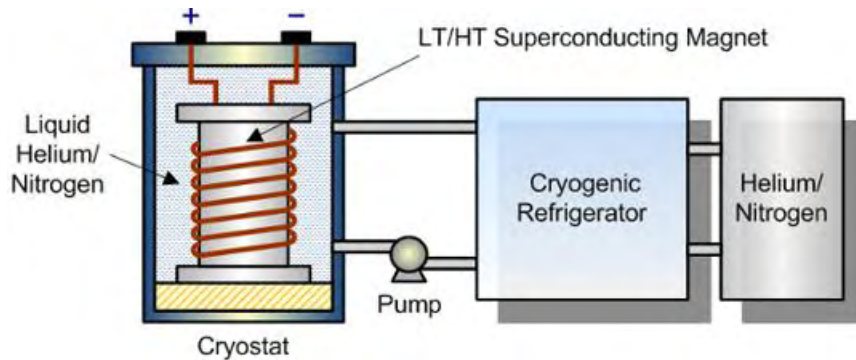 + −
LT/HT Superconducting Magnet
Liquid
Helium/
Nitrogen
Cryogenic
Refrigerator
Helium/
Nitrogen
Pump
Cryostat